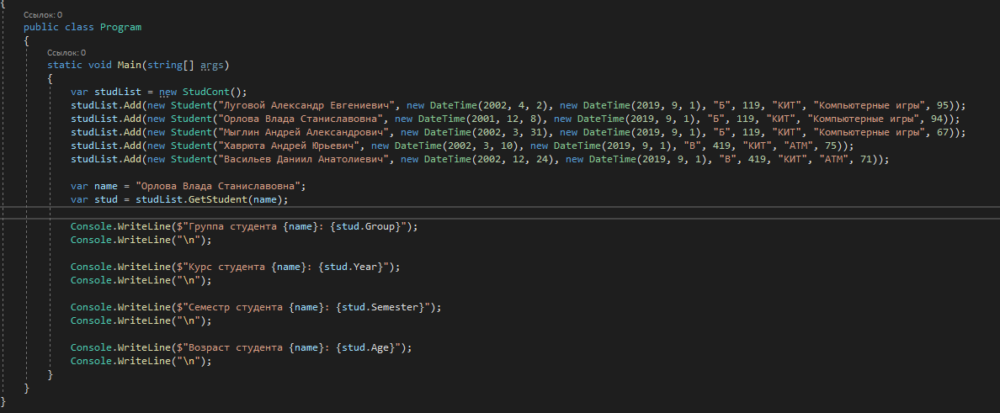 {
Ссылок: 0
public class Program
{
Ссылок: 0
static void Main(string[] args)
{
var studList = new StudCont();
studList.Add(new Student("Луговой Александр Евгениевич", new DateTime(2002, 4, 2), new DateTime(2019, 9, 1), "Б", 119, "КИТ", "Компьютерные игры", 95));
studList.Add(new Student("Орлова Влада Станиславовна", new DateTime(2001, 12, 8), new DateTime(2019, 9, 1), "Б", 119, "КИТ", "Компьютерные игры", 94));
studList.Add(new Student("Мыглин Андрей Александрович", new DateTime(2002, 3, 31), new DateTime(2019, 9, 1), "Б", 119, "КИТ", "Компьютерные игры", 67));
studList.Add(new Student("Хаврюта Андрей Юрьевич", new DateTime(2002, 3, 10), new DateTime(2019, 9, 1), "В", 419, "КИТ", "АТМ", 75));
studList.Add(new Student("Васильев Даниил Анатолиевич", new DateTime(2002, 12, 24), new DateTime(2019, 9, 1), "В", 419, "КИТ", "АТМ", 71));
var name = "Орлова Влада Станиславовна";
var stud = studList.GetStudent(name);
Console.WriteLine($"Группа студента {name}: {stud.Group}");
Console.WriteLine("\n");
Console.WriteLine($"Курс студента {name}: {stud.Year}");
Console.WriteLine("\n");
Console.WriteLine($"Семестр студента {name}: {stud.Semester}");
Console.WriteLine("\n");
Console.WriteLine($"Возраст студента {name}: {stud.Age}");
Console.WriteLine("\n");
}
}
}